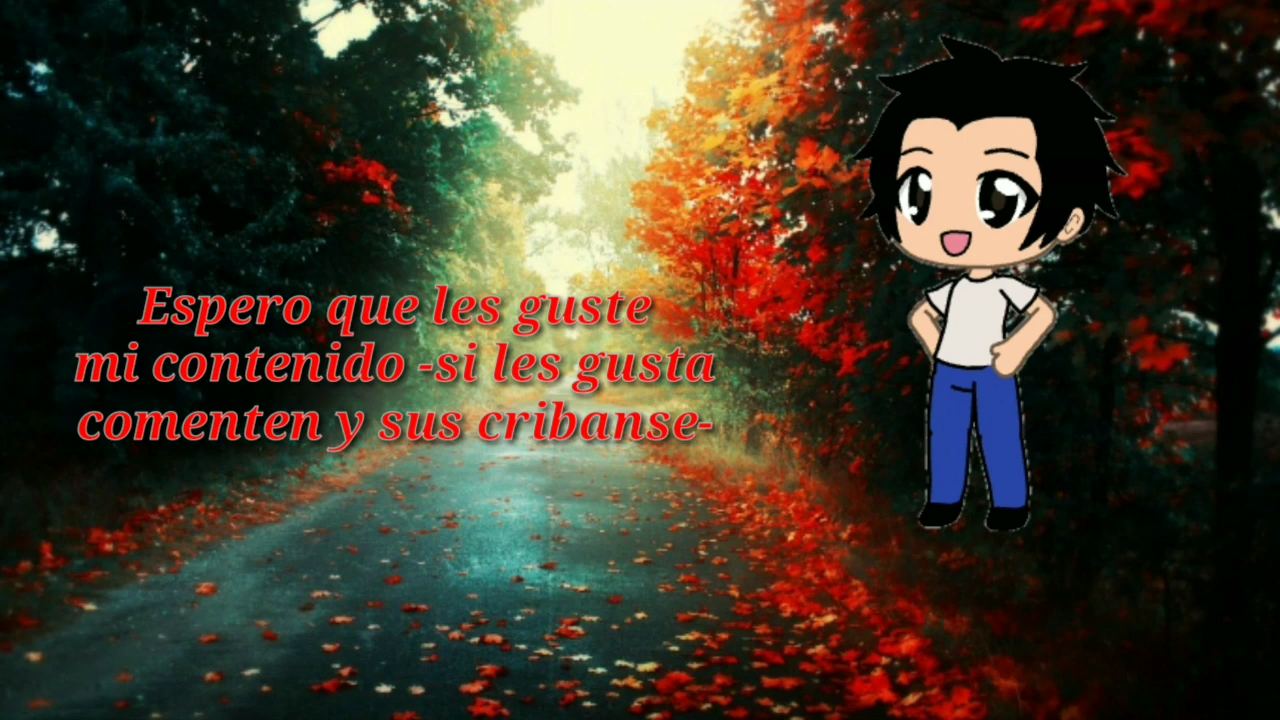 Espero que les guste
mi contenido -si les gusta
comenten y sus cribanse-